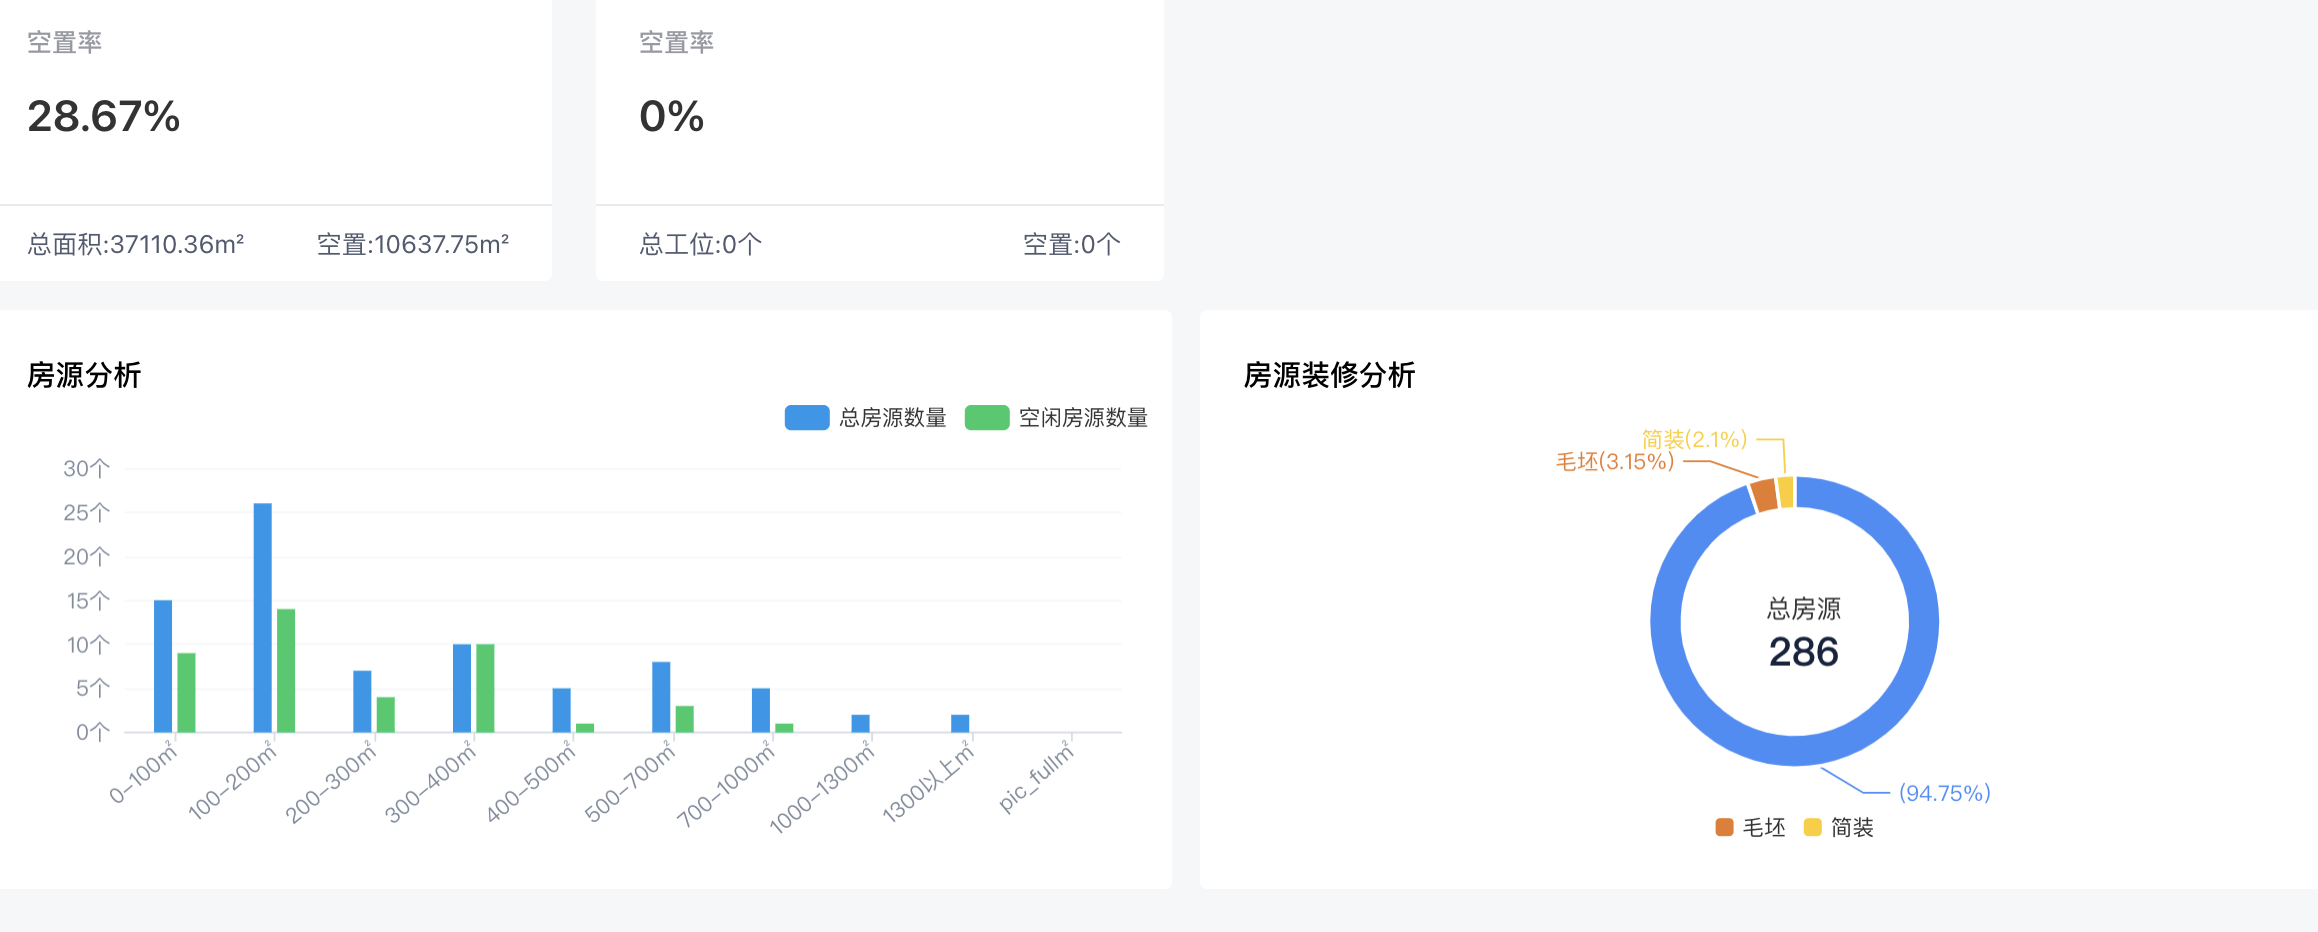 空置率
28.67%
总面积:37110.36m² 空置:10637.75m²
空置率
0%
总工位:0个 空置:0个
房源分析
总房源数量 空闲房源数量
30个
25个
20个
15个
10个
5个
0个
0-100㎡
100-200㎡
200-300㎡
300-400㎡
400-500㎡
500-700㎡
700-1000㎡
1000-1300㎡
1300以上㎡
pic_full㎡
房源装修分析
简装(2.1%)
毛坯(3.15%)
总房源
286
(94.75%)
毛坯 简装